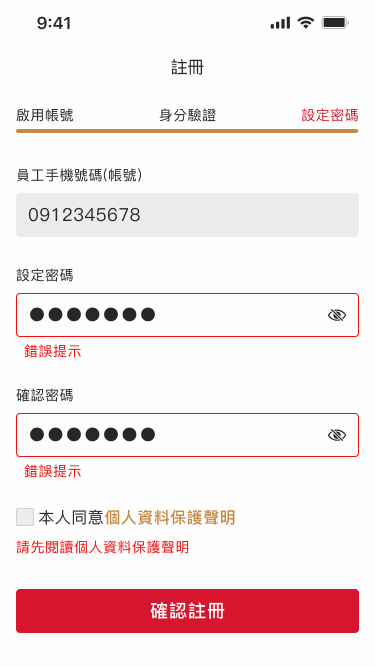 9:41
註冊
啟用帳號 身分驗證 設定密碼
員工手機號碼(帳號)
0912345678
設定密碼
●●●●●●●
錯誤提示
確認密碼
●●●●●●●
錯誤提示
本人同意個人資料保護聲明
請先閱讀個人資料保護聲明
確認註冊